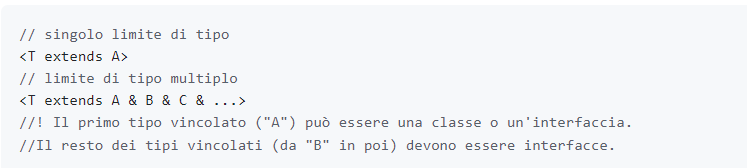 // singolo limite di tipo
<T extends A>
// limite di tipo multiplo
<T extends A & B & C & ...>
//! Il primo tipo vincolato ("A") può essere una classe o un'interfaccia.
//Il resto dei tipi vincolati (da "B" in poi) devono essere interfacce.